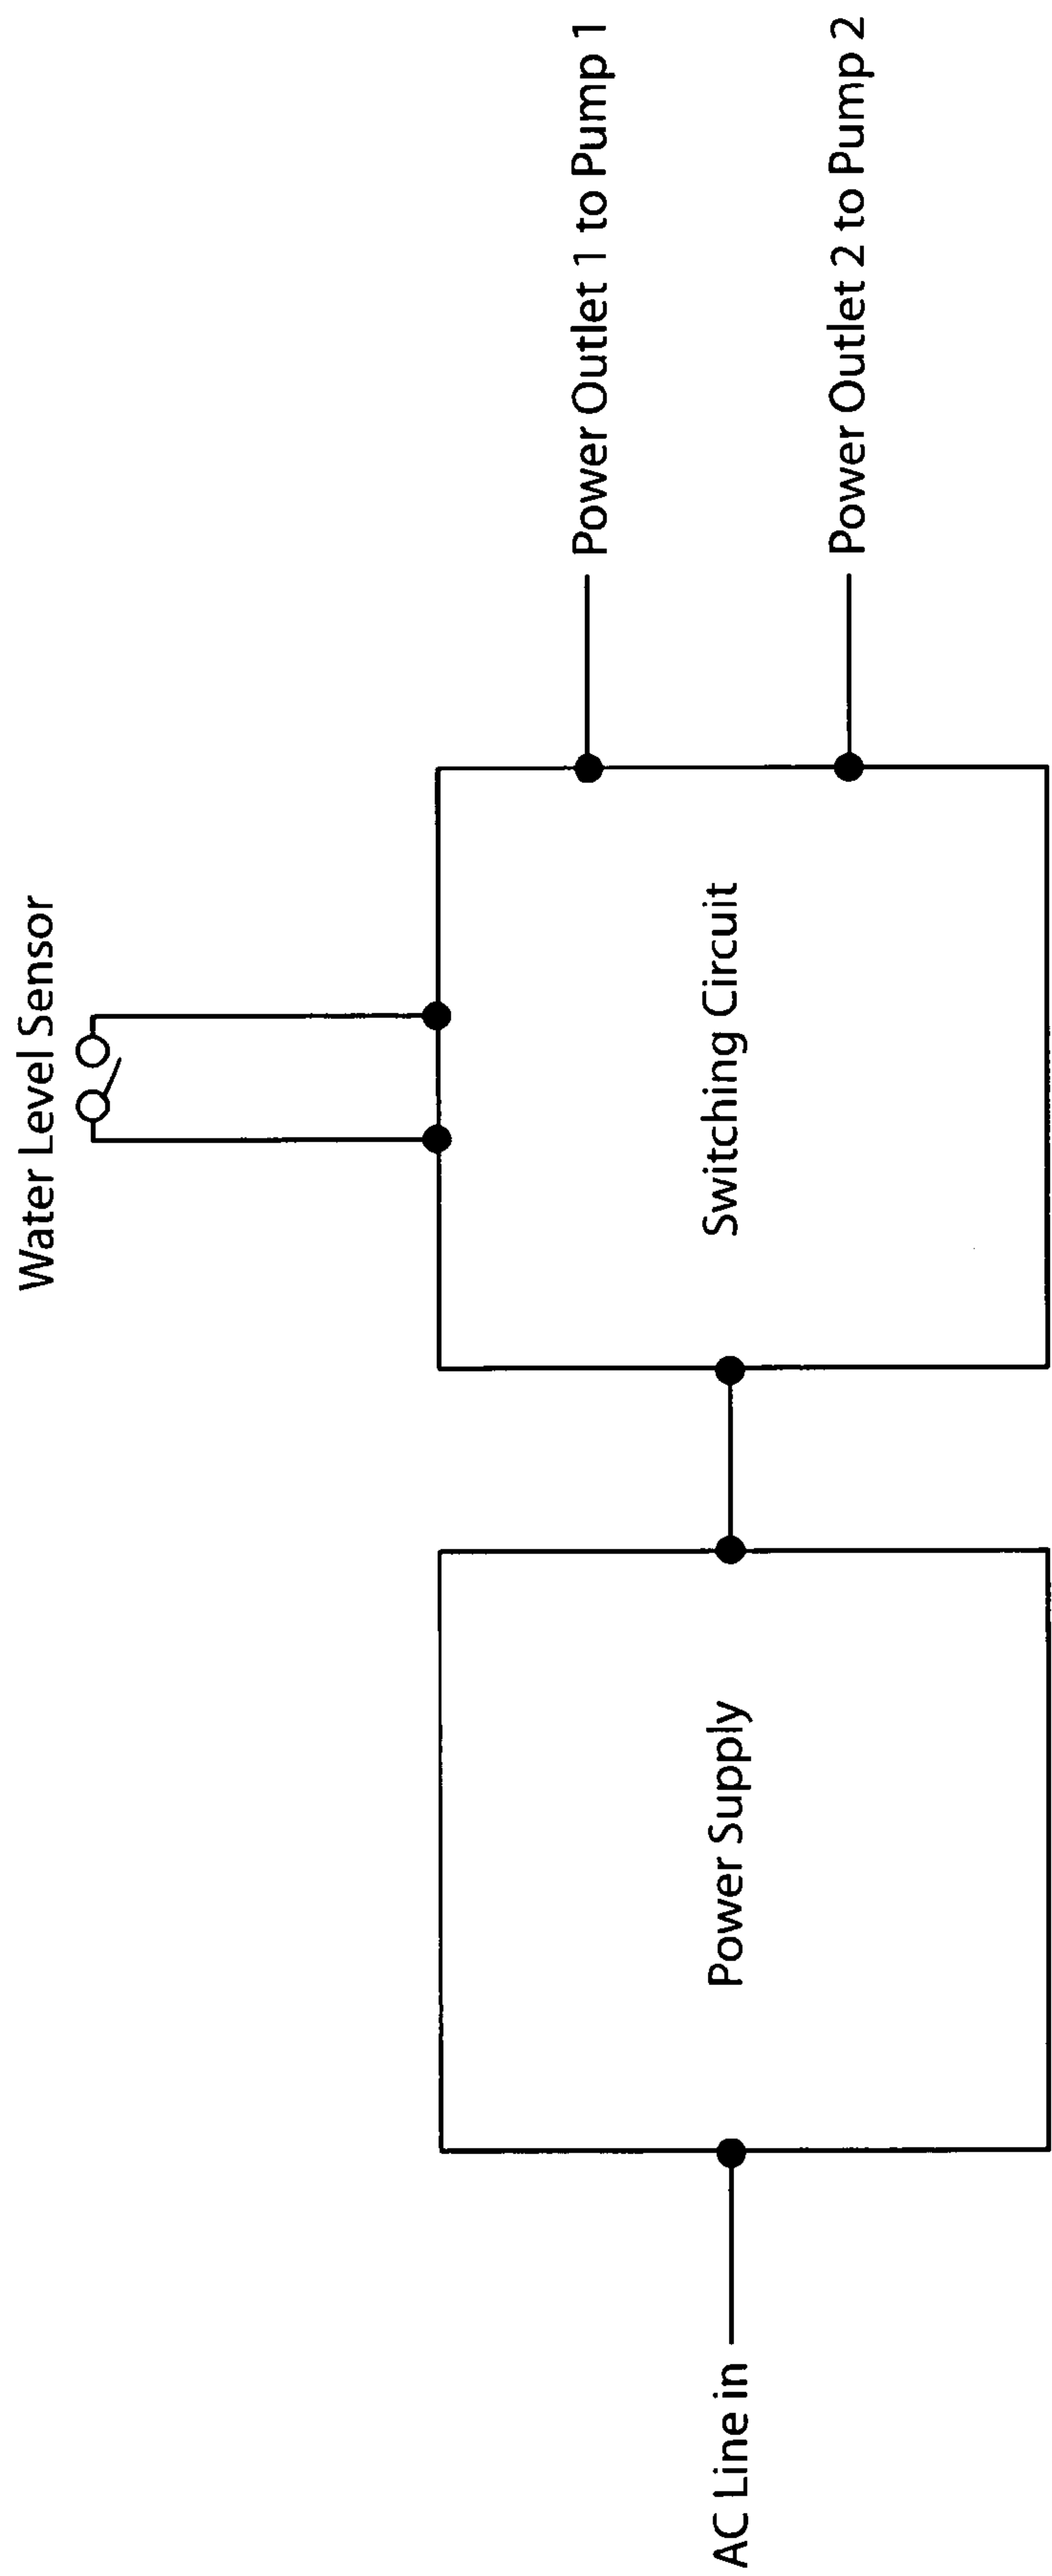 Water Level Sensor
Power Outlet 1 to Pump 1
Power Outlet 2 to Pump 2
Switching Circuit
Power Supply
AC Line in